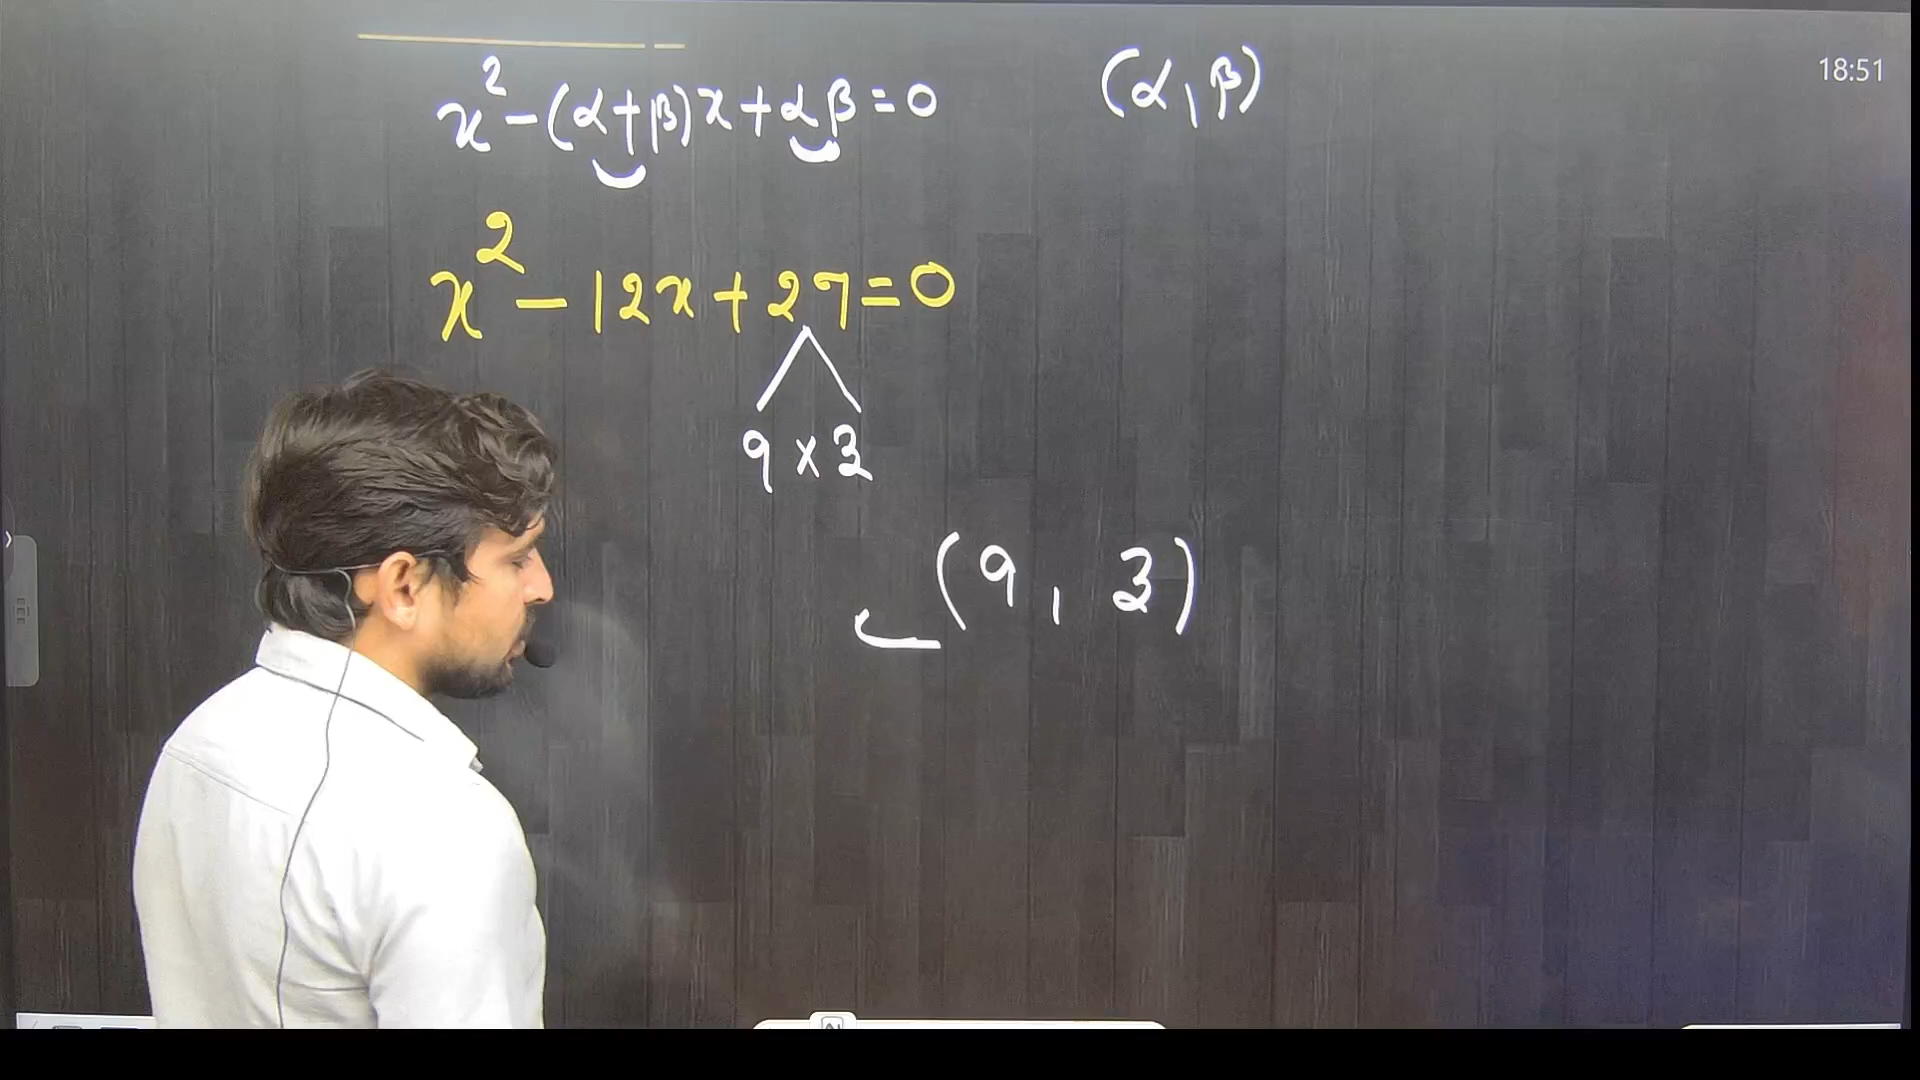 x² - (α + β)x + αβ = 0
(α, β)
18:51
x² - 12x + 27 = 0
9 × 3
(9, 3)